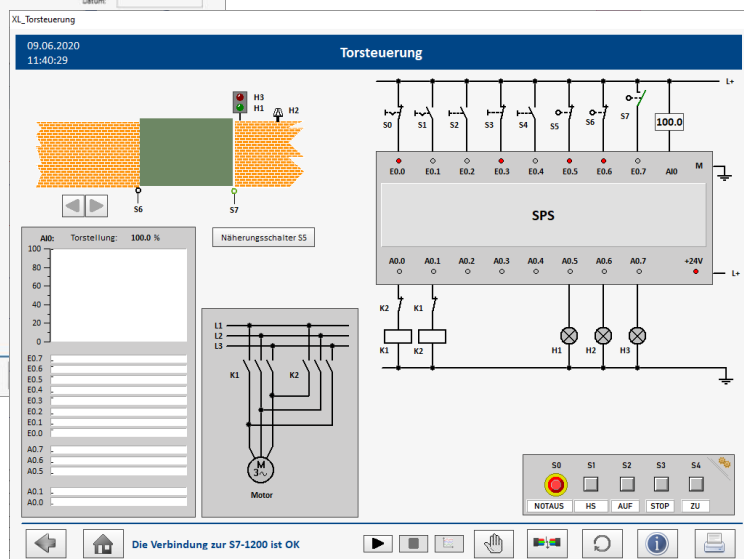 Datum:
XL_Torsteuerung
09.06.2020
11:40:29
Torsteuerung
H3
H1
H2
S6
S7
L+
S0
S1
S2
S3
S4
S5
S6
S7
100.0
E0.0
E0.1
E0.2
E0.3
E0.4
E0.5
E0.6
E0.7
AI0
M
SPS
A0.0
A0.1
A0.2
A0.3
A0.4
A0.5
A0.6
A0.7
+24V
L+
K2
K1
K1
K2
H1
H2
H3
AI0: Torstellung: 100.0 %
100
80
60
40
20
0
E0.7
E0.6
E0.5
E0.4
E0.3
E0.2
E0.1
E0.0
A0.7
A0.6
A0.5
A0.1
A0.0
Näherungsschalter S5
L1
L2
L3
K1
K2
M
3~
Motor
S0
S1
S2
S3
S4
NOTAUS
HS
AUF
STOP
ZU
Die Verbindung zur S7-1200 ist OK